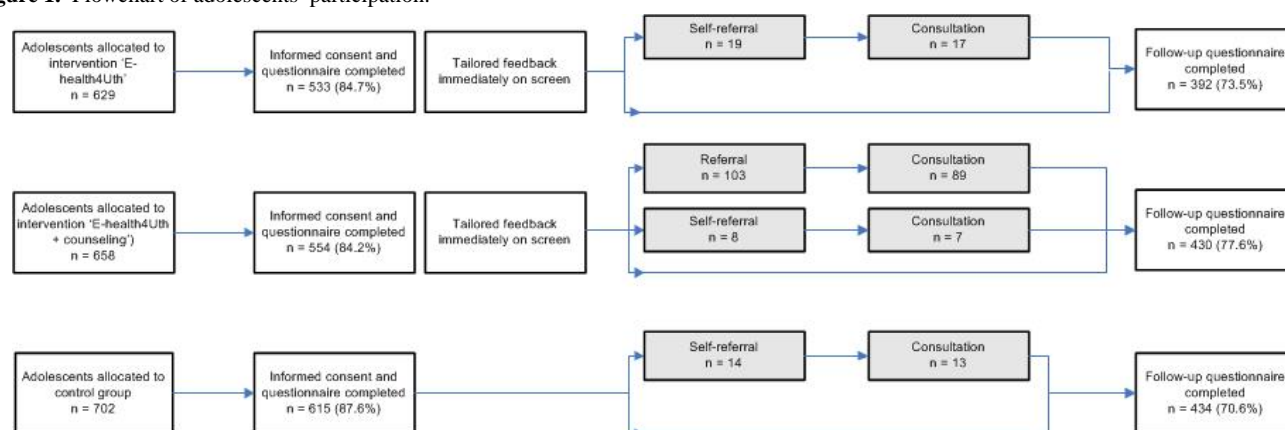 Figure 1. Flowchart of adolescents' participation.
Adolescents allocated to
intervention 'E-
health4Uth'
n = 629
Informed consent and
questionnaire completed
n = 533 (84.7%)
Tailored feedback
immediately on screen
Self-referral
n = 19
Consultation
n = 17
Follow-up questionnaire
completed
n = 392 (73.5%)
Adolescents allocated to
intervention 'E-health4Uth
+ counseling')
n = 658
Informed consent and
questionnaire completed
n = 554 (84.2%)
Tailored feedback
immediately on screen
Referral
n = 103
Consultation
n = 89
Self-referral
n = 8
Consultation
n = 7
Follow-up questionnaire
completed
n = 430 (77.6%)
Adolescents allocated to
control group
n = 702
Informed consent and
questionnaire completed
n = 615 (87.6%)
Self-referral
n = 14
Consultation
n = 13
Follow-up questionnaire
completed
n = 434 (70.6%)